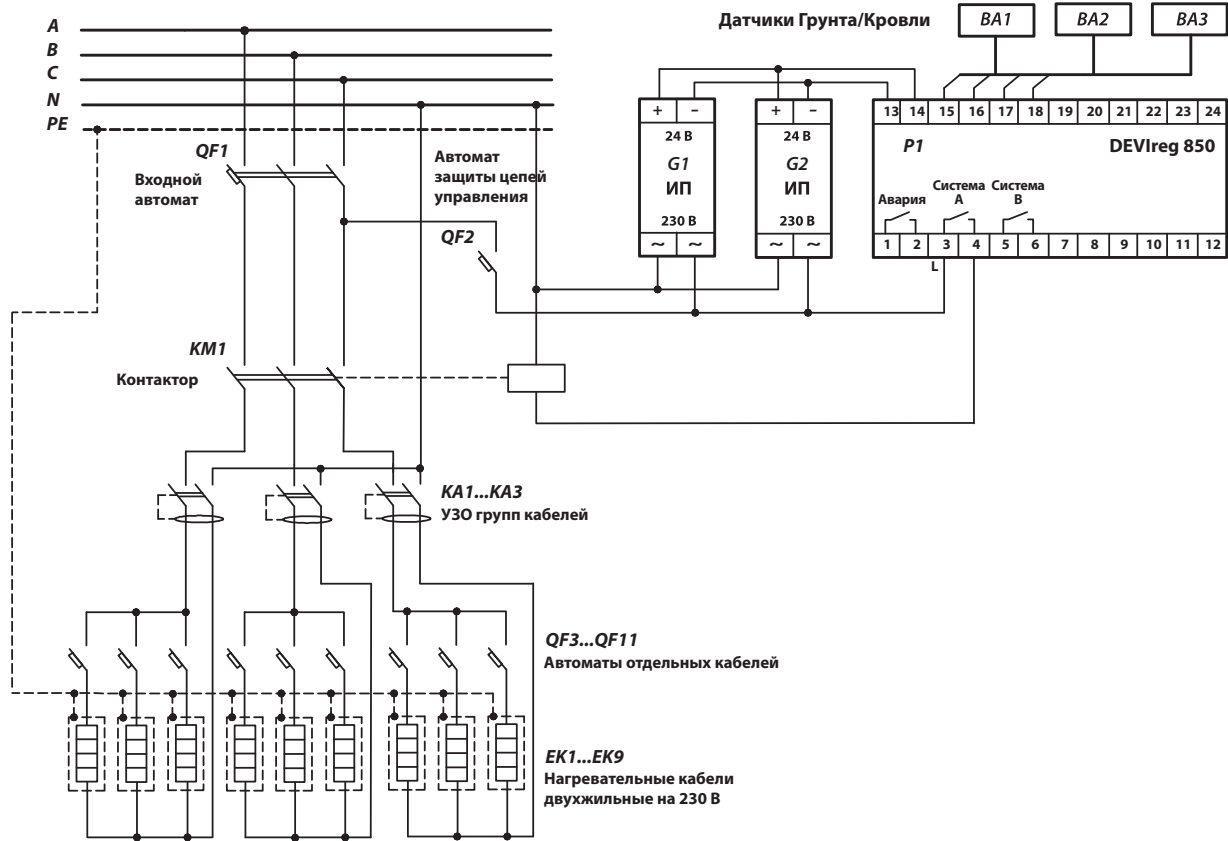 Датчики Грунта/Кровли
BA1
BA2
BA3
A
B
C
N
PE
QF1
Входной
автомат
Автомат
защиты цепей
управления
QF2
+ –
24 В
G1
ИП
230 В
~ ~
+ –
24 В
G2
ИП
230 В
~ ~
13 14 15 16 17 18 19 20 21 22 23 24
P1
DEVIreg 850
Авария
Система
A
Система
B
1 2 3 4 5 6 7 8 9 10 11 12
L
KM1
Контактор
KA1...KA3
УЗО групп кабелей
QF3...QF11
Автоматы отдельных кабелей
EK1...EK9
Нагревательные кабели
двухжильные на 230 В